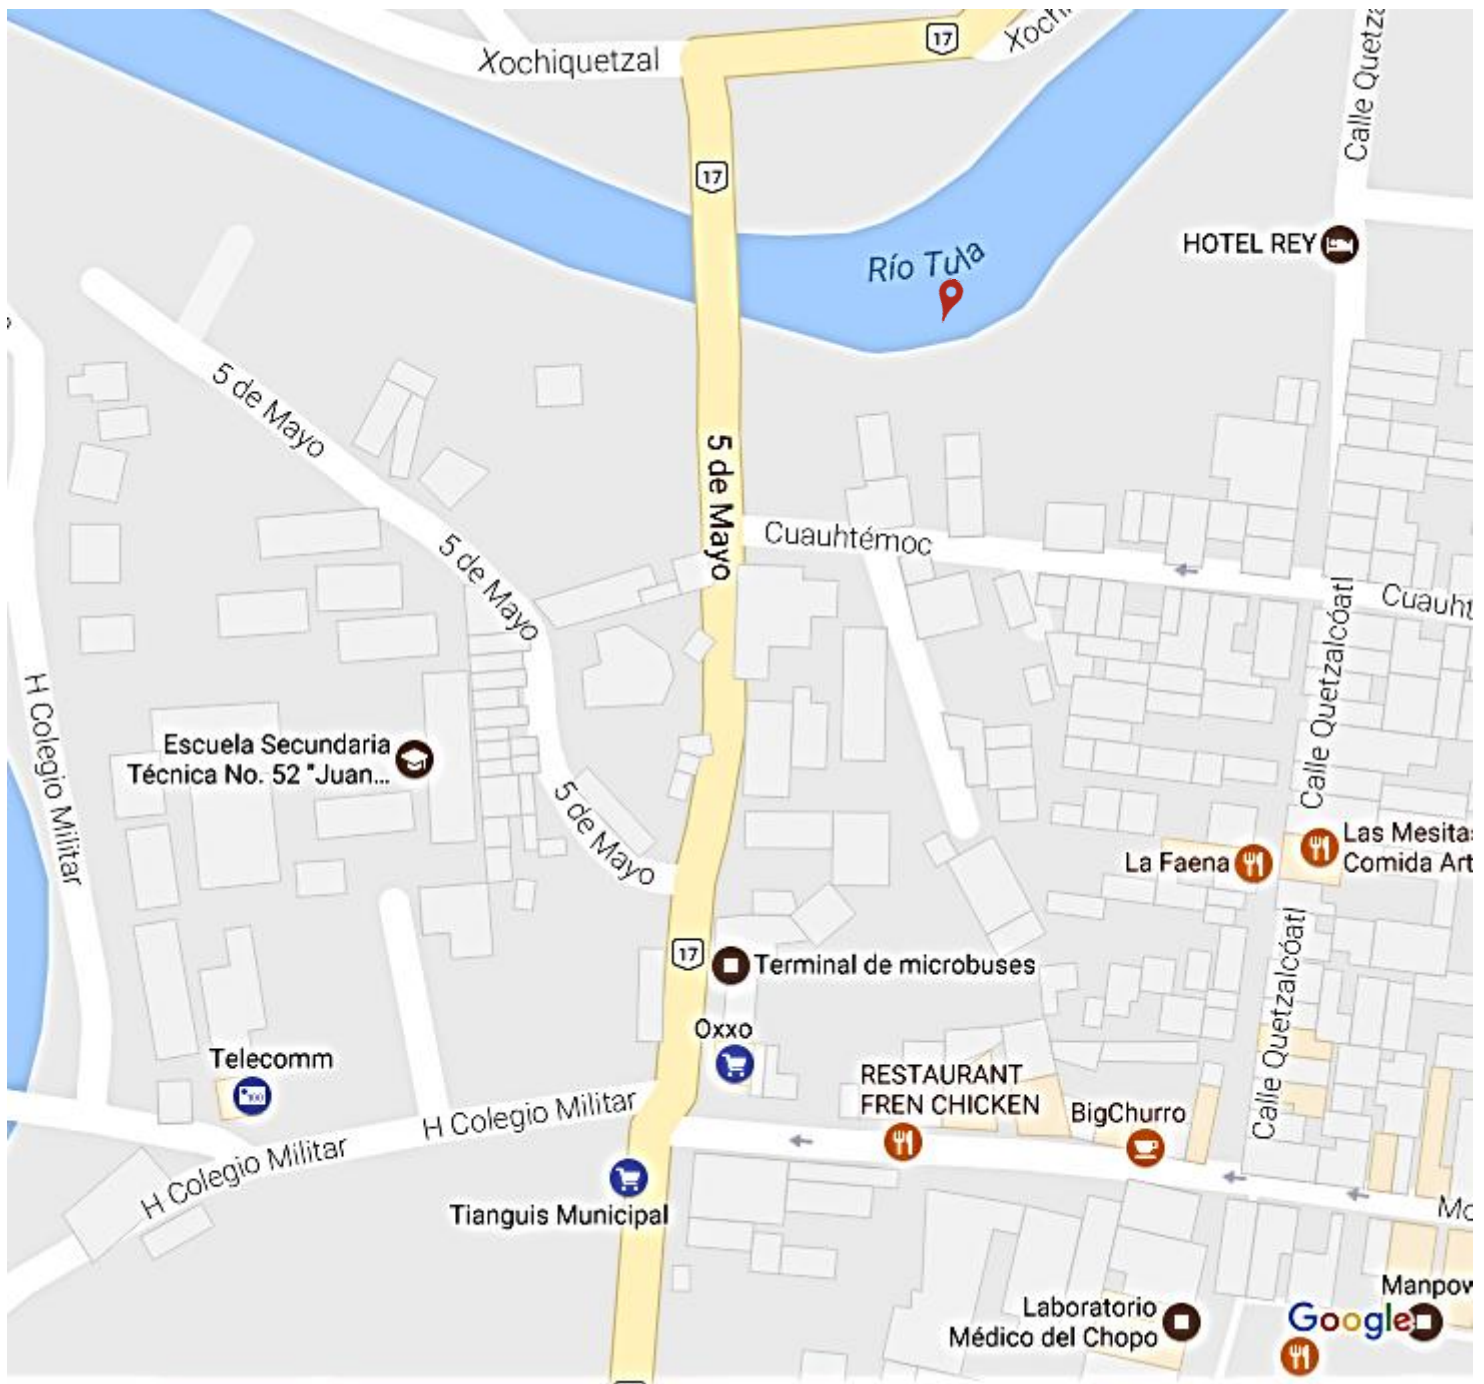 Xochiquetzal
17
Xochi
Calle Quetza
17
HOTEL REY
Río Tula
5 de Mayo
5 de Mayo
Cuauhtémoc
5 de Mayo
Cuauht
Calle Quetzalcóatl
H Colegio Militar
Escuela Secundaria
Técnica No. 52 "Juan...
5 de Mayo
Las Mesitas
Comida Art
La Faena
17
Terminal de microbuses
Calle Quetzalcóatl
Oxxo
Telecomm
100
RESTAURANT
FREN CHICKEN
BigChurro
H Colegio Militar
H Colegio Militar
Tianguis Municipal
Mo
Manpow
Laboratorio
Médico del Chopo
Google